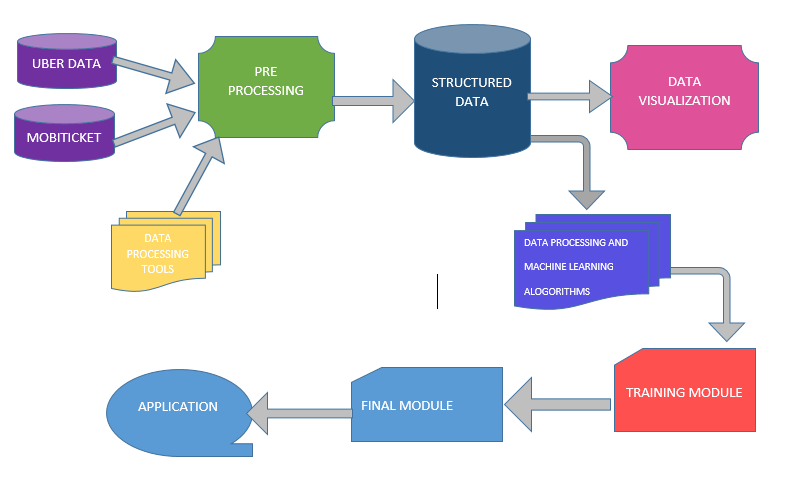 UBER DATA
MOBITICKET
PRE
PROCESSING
DATA
PROCESSING
TOOLS
STRUCTURED
DATA
DATA
VISUALIZATION
DATA PROCESSING AND
MACHINE LEARNING
ALOGORITHMS
TRAINING MODULE
FINAL MODULE
APPLICATION